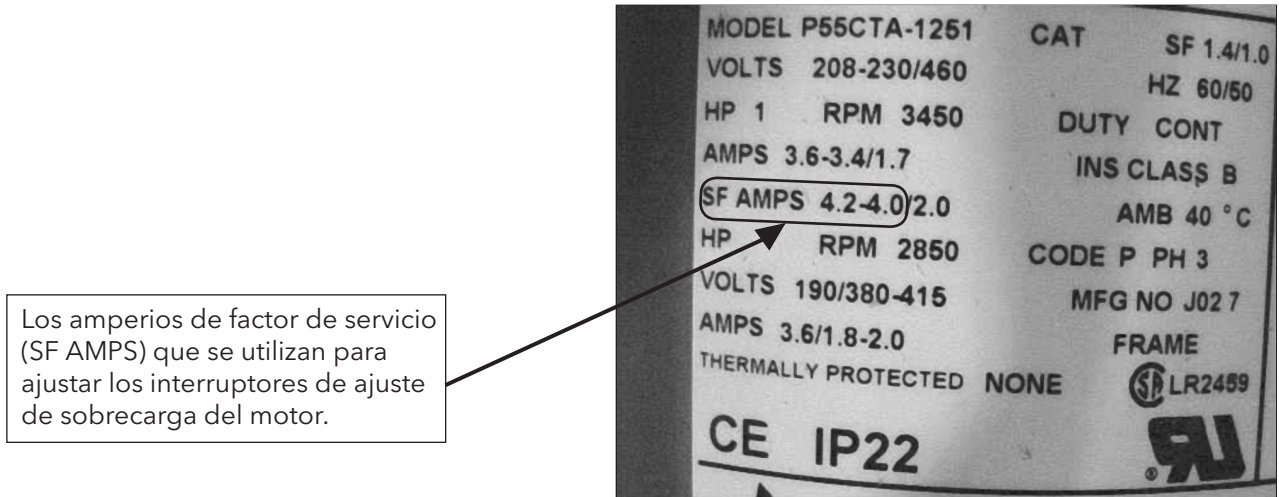 MODEL P55CTA-1251 CAT SF 1.4/1.0
VOLTS 208-230/460 HZ 60/50
HP 1 RPM 3450 DUTY CONT
AMPS 3.6-3.4/1.7 INS CLASS B
SF AMPS 4.2-4.0/2.0 AMB 40 °C
HP RPM 2850 CODE P PH 3
VOLTS 190/380-415 MFG NO J02 7
AMPS 3.6/1.8-2.0 FRAME
THERMALLY PROTECTED NONE SA LR2459
CE IP22 RU ®
Los amperios de factor de servicio
(SF AMPS) que se utilizan para
ajustar los interruptores de ajuste
de sobrecarga del motor.